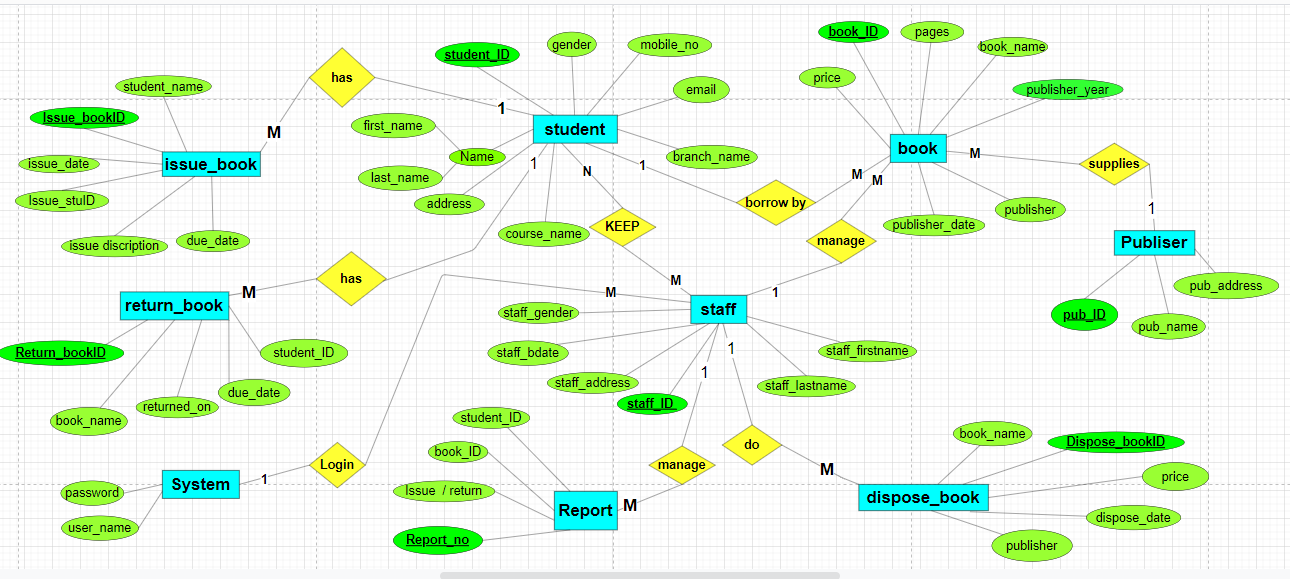 book_ID
pages
student_ID
gender
mobile_no
book_name
has
price
student_name
email
publisher_year
1
Issue_bookID
first_name
student
M
issue_book
Name
branch_name
book
M
supplies
issue_date
1
1
last_name
N
M
M
Issue_stuID
address
borrow by
publisher
1
issue discription
due_date
course_name
KEEP
manage
publisher_date
Publiser
has
M
pub_address
M
M
1
return_book
staff_gender
staff
pub_ID
pub_name
Return_bookID
student_ID
staff_bdate
1
staff_firstname
1
staff_address
staff_lastname
due_date
staff_ID
returned_on
book_name
student_ID
book_name
Dispose_bookID
book_ID
do
Login
manage
M
price
System
1
password
Issue / return
Report
M
dispose_book
dispose_date
user_name
Report_no
publisher